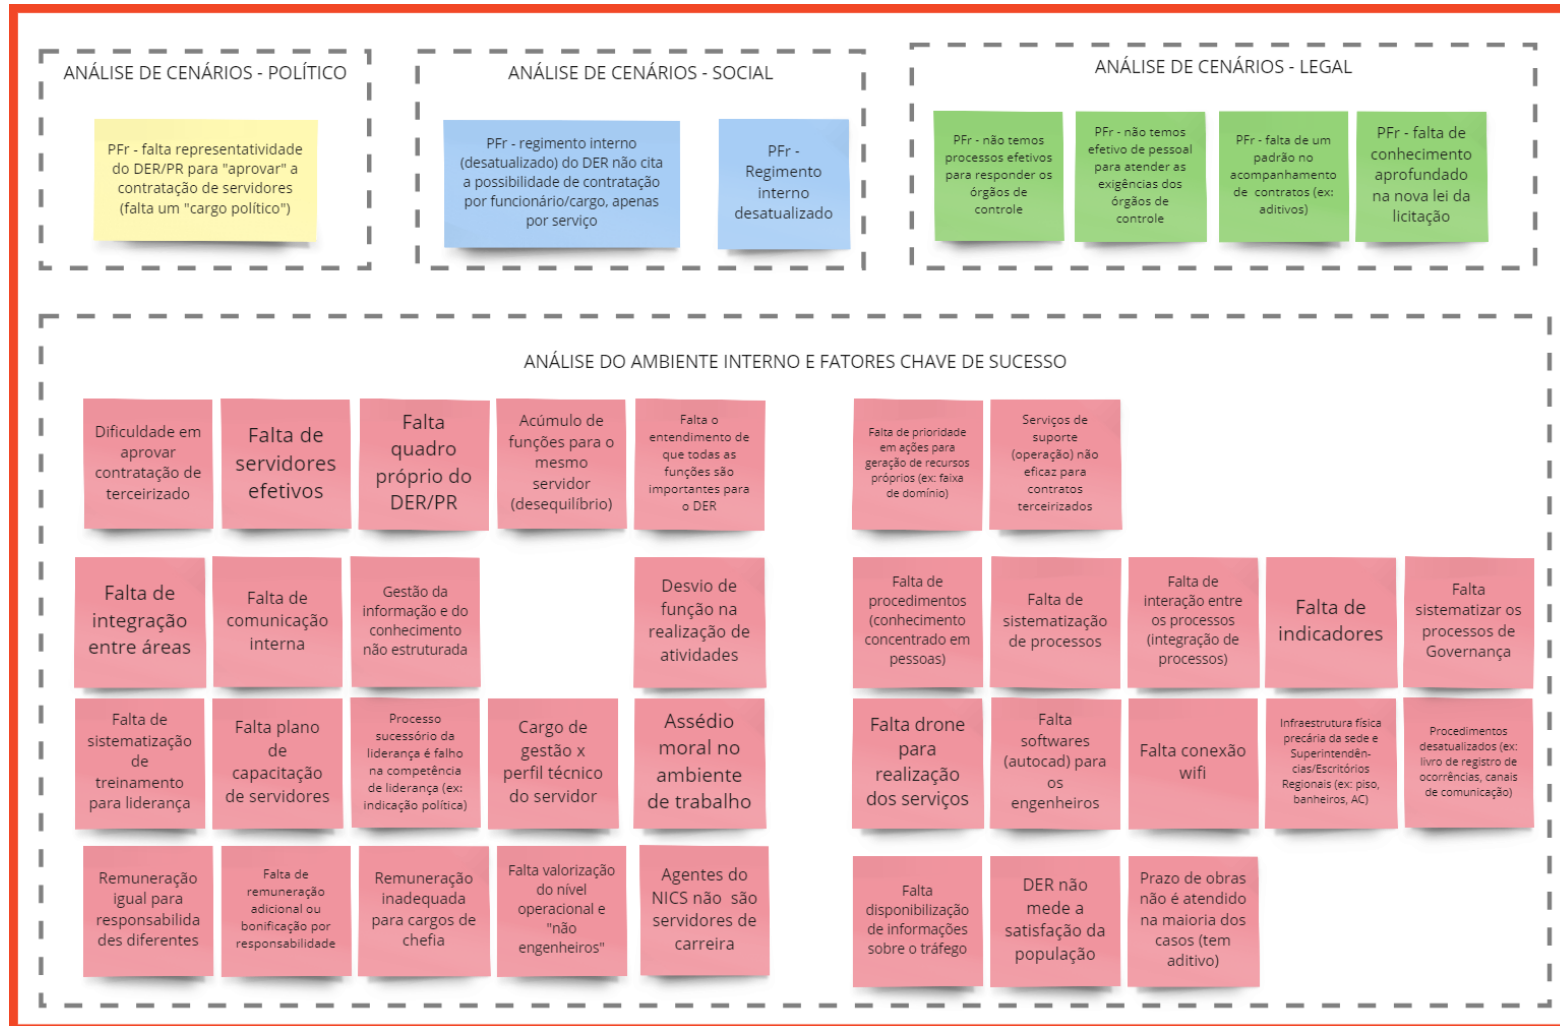 ANÁLISE DE CENÁRIOS - POLÍTICO
PFr - falta representatividade
do DER/PR para "aprovar" a
contratação de servidores
(falta um "cargo político")
ANÁLISE DE CENÁRIOS - SOCIAL
PFr - regimento interno
(desatualizado) do DER não cita
a possibilidade de contratação
por funcionário/cargo, apenas
por serviço
PFr -
Regimento
interno
desatualizado
ANÁLISE DE CENÁRIOS - LEGAL
PFr - não temos
processos efetivos
para responder os
órgãos de
controle
PFr - não temos
efetivo de pessoal
para atender as
exigências dos
órgãos de
controle
PFr - falta de um
padrão no
acompanhamento
de contratos (ex:
aditivos)
PFr - falta de
conhecimento
aprofundado
na nova lei da
licitação
ANÁLISE DO AMBIENTE INTERNO E FATORES CHAVE DE SUCESSO
Dificuldade em
aprovar
contratação de
terceirizado
Falta de
servidores
efetivos
Falta
quadro
próprio do
DER/PR
Acúmulo de
funções para o
mesmo
servidor
(desequilíbrio)
Falta o
entendimento de
que todas as
funções são
importantes para
o DER
Falta de prioridade
em ações para
geração de recursos
próprios (ex: faixa
de domínio)
Serviços de
suporte
(operação) não
eficaz para
contratos
terceirizados
Falta de
integração
entre áreas
Falta de
comunicação
interna
Gestão da
informação e do
conhecimento
não estruturada
Desvio de
função na
realização de
atividades
Falta de
procedimentos
(conhecimento
concentrado em
pessoas)
Falta de
sistematização
de processos
Falta de
interação entre
os processos
(integração de
processos)
Falta de
indicadores
Falta
sistematizar os
processos de
Governança
Falta de
sistematização
de
treinamento
para liderança
Falta plano
de
capacitação
de servidores
Processo
sucessório da
liderança é falho
na competência
de liderança (ex:
indicação política)
Cargo de
gestão x
perfil técnico
do servidor
Assédio
moral no
ambiente
de trabalho
Falta drone
para
realização
dos serviços
Falta
softwares
(autocad) para
os
engenheiros
Falta conexão
wifi
Infraestrutura física
precária da sede e
Superintendên-
cias/Escritórios
Regionais (ex: piso,
banheiros, AC)
Procedimentos
desatualizados (ex:
livro de registro de
ocorrências, canais
de comunicação)
Remuneração
igual para
responsabilida
des diferentes
Falta de
remuneração
adicional ou
bonificação por
responsabilidade
Remuneração
inadequada
para cargos de
chefia
Falta valorização
do nível
operacional e
"não
engenheiros"
Agentes do
NICS não são
servidores de
carreira
Falta
disponibilização
de informações
sobre o tráfego
DER não
mede a
satisfação da
população
Prazo de obras
não é atendido
na maioria dos
casos (tem
aditivo)